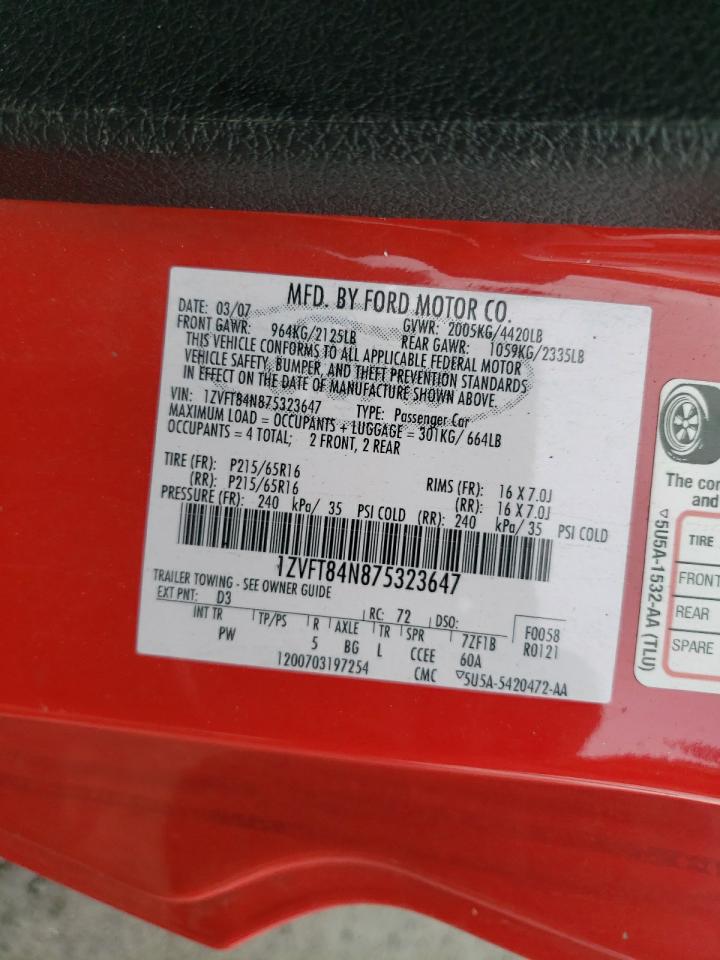 MFD. BY FORD MOTOR CO.
DATE: 03/07 GVWR: 2005KG/4420LB
FRONT GAWR: 964KG/2125LB REAR GAWR: 1059KG/2335LB
THIS VEHICLE CONFORMS TO ALL APPLICABLE FEDERAL MOTOR
VEHICLE SAFETY, BUMPER, AND THEFT PREVENTION STANDARDS
IN EFFECT ON THE DATE OF MANUFACTURE SHOWN ABOVE.
VIN: 1ZVFT84N875323647 TYPE: Passenger Car
MAXIMUM LOAD = OCCUPANTS + LUGGAGE = 301KG/ 664LB
OCCUPANTS = 4 TOTAL; 2 FRONT, 2 REAR
TIRE (FR): P215/65R16 RIMS (FR): 16 X 7.0J
(RR): P215/65R16 (RR): 16 X 7.0J
PRESSURE (FR): 240 kPa/ 35 PSI COLD (RR): 240 kPa/ 35 PSI COLD
1ZVFT84N875323647
TRAILER TOWING - SEE OWNER GUIDE
EXT PNT: D3 RC: 72 DSO: F0058
INT TR TP/PS R AXLE TR SPR 7ZF1B R0121
PW 5 BG L CCEE 60A
1200703197254 CMC ▽5U5A-5420472-AA
The co
and
TIRE
FRONT
REAR
SPARE
▽5U5A-1532-AA (TLU)